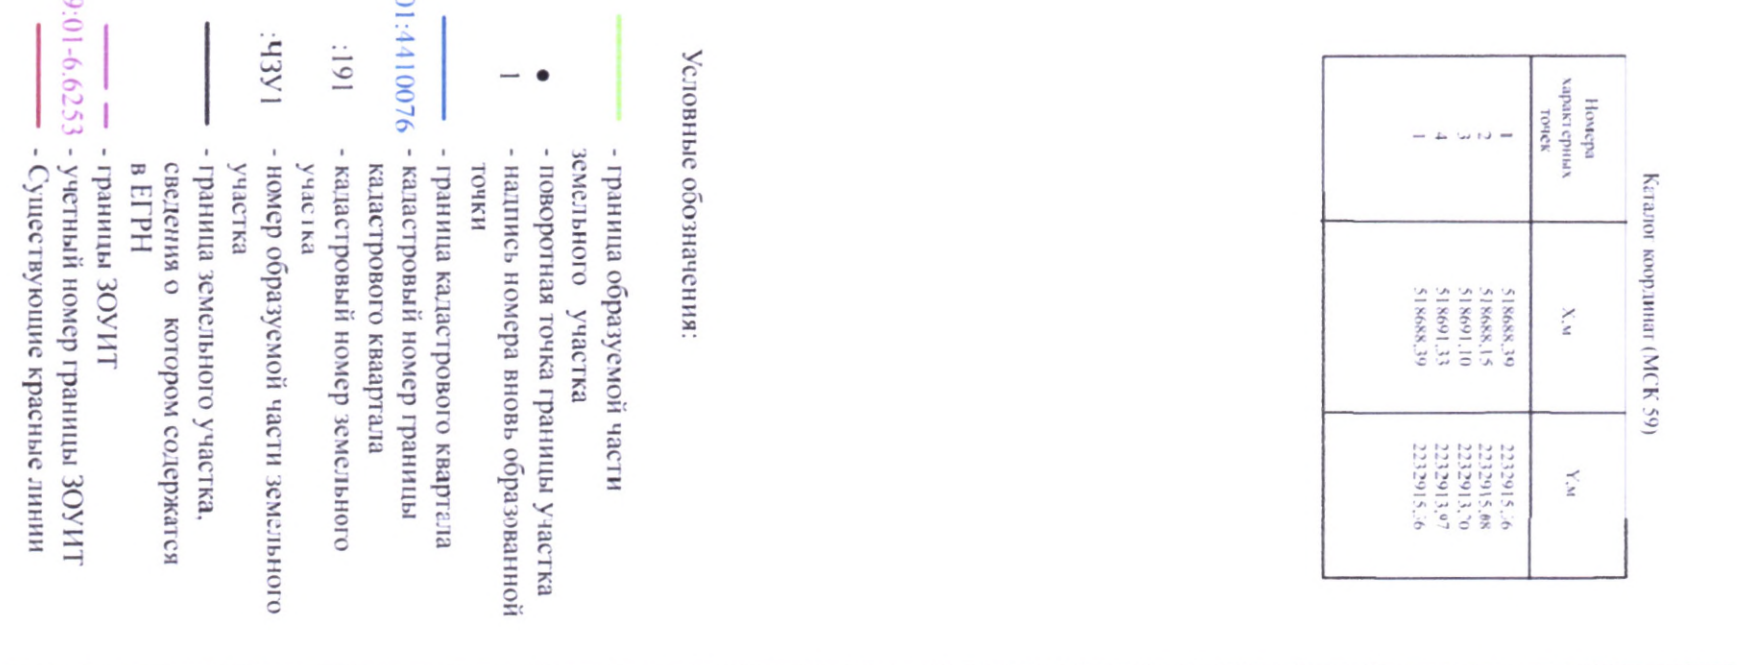 Каталог координат (МСК 59)
Номера характерных точек X,м Y,м
1 518688,39
2 518688,15
3 518691,10
4 518691,33 2232913,97
1 518688,39
Условные обозначения:
- граница образуемой части
земельного участка
- поворотная точка границы участка
1 - надпись номера вновь образованной
точки
- граница кадастрового квартала
01:4410076 - кадастровый номер границы
кадастрового кваартала
:191 - кадастровый номер земельного
участка
:ЧЗУ1 - номер образуемой части земельного
участка
- граница земельного участка,
сведения о котором содержатся
в ЕГРН
- границы ЗОУИТ
9:01-6.6253 - учетный номер границы ЗОУИТ
- Существующие красные линии